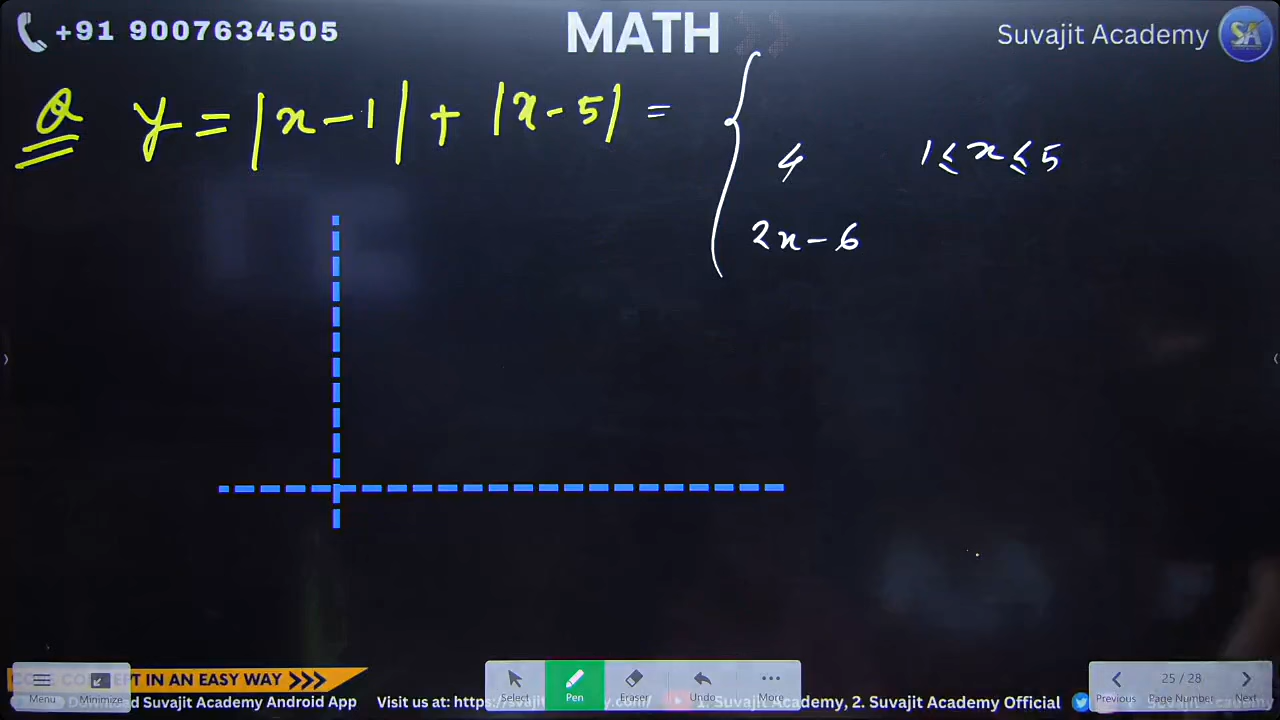 +91 9007634505
MATH
Suvajit Academy
SA
Q y = |x-1| + |x-5| =
4 1 ≤ x ≤ 5
2x-6
CONCEPT IN AN EASY WAY >>>
Menu
Minimize
Select
Pen
Eraser
Undo
More
25 / 28
Previous
Page Number
Next
Suvajit Academy Android App
Visit us at: https:
1. Suvajit Academy, 2. Suvajit Academy Official